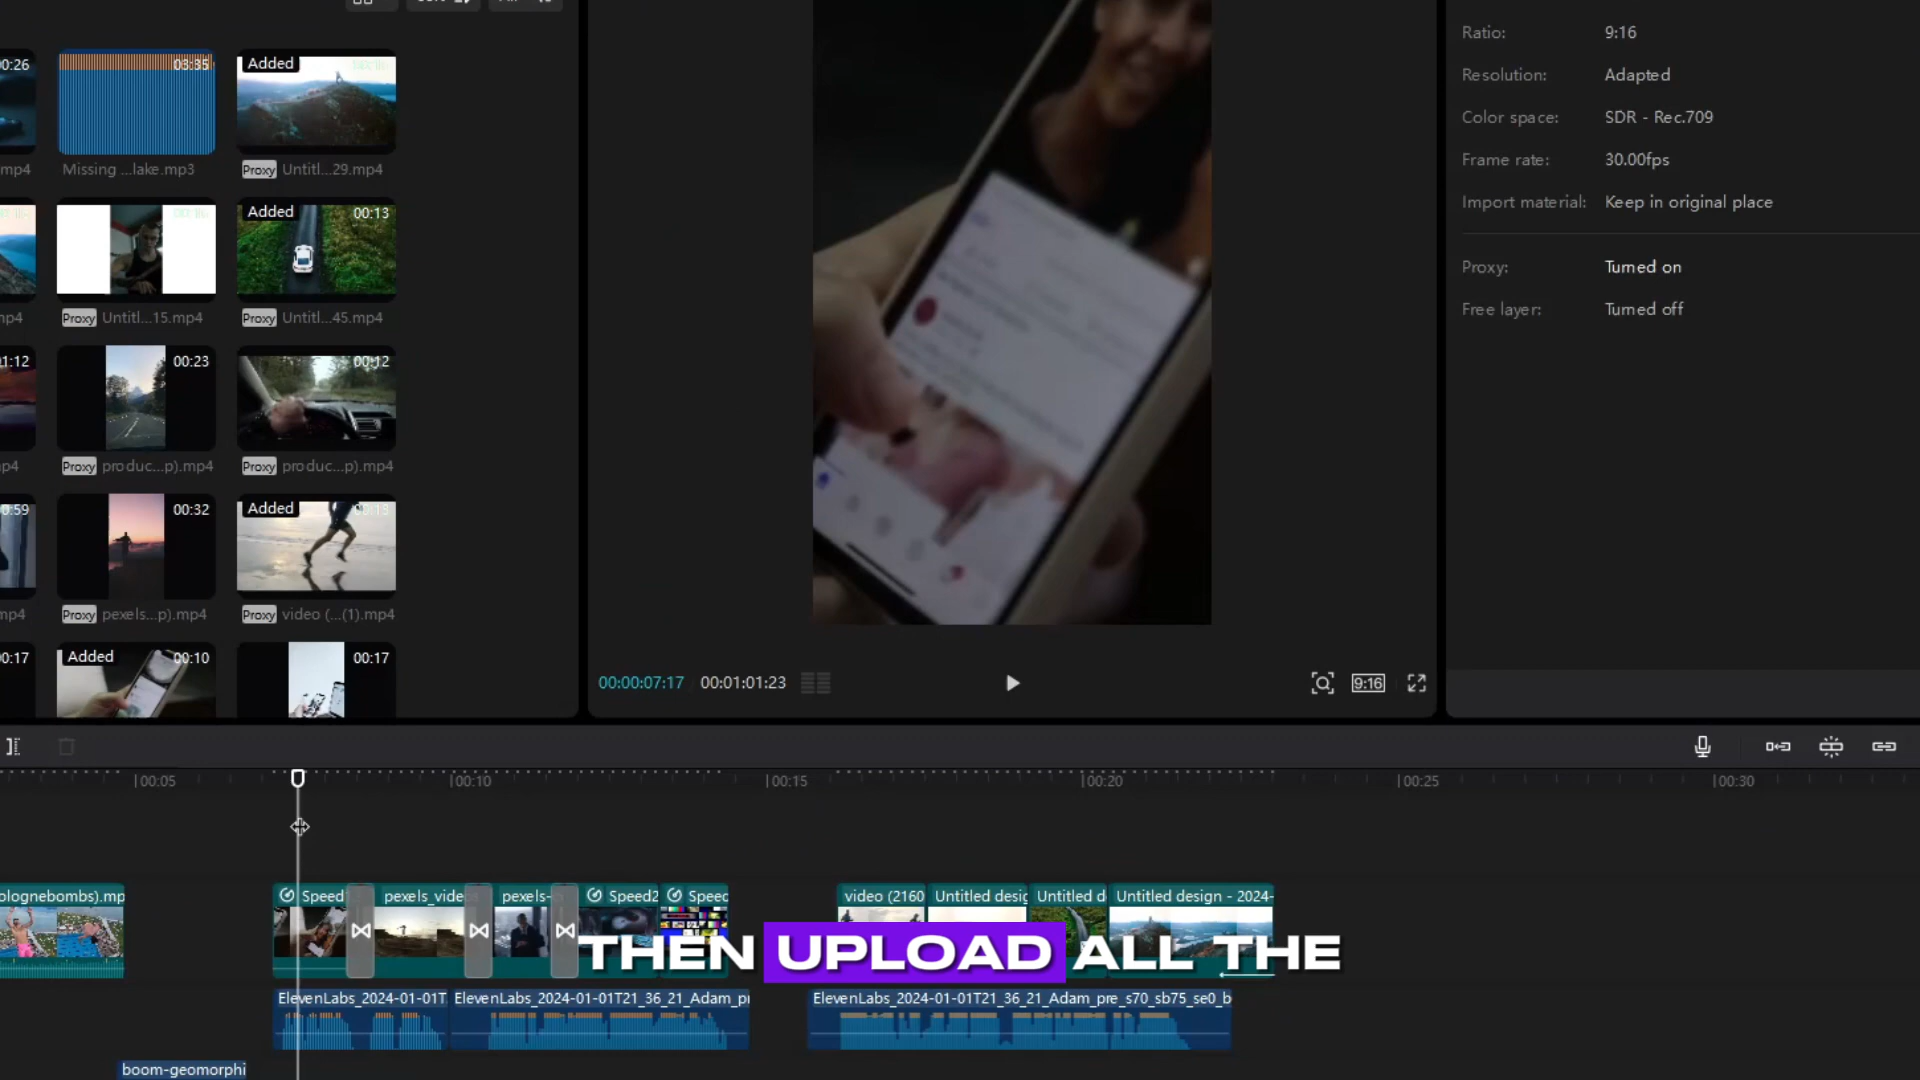 0:26
03:35
Added
mp4
Missing ...lake.mp3
Proxy Untitl...29.mp4
Added
00:13
mp4
Proxy Untitl...15.mp4
Proxy Untitl...45.mp4
1:12
00:23
00:12
p4
Proxy produc...p).mp4
Proxy produc...p).mp4
0:59
00:32
Added
mp4
Proxy pexels...p).mp4
Proxy video (...(1).mp4
0:17
Added
00:10
00:17
Ratio: 9:16
Resolution: Adapted
Color space: SDR - Rec.709
Frame rate: 30.00fps
Import material: Keep in original place
Proxy: Turned on
Free layer: Turned off
00:00:07:17 00:01:01:23
9:16
00:05 00:10 00:15 00:20 00:25 00:30
olognebombs).mp
Speed
pexels_vide
pexels-
Speed2
Speed
video (2160
Untitled desig
Untitled d
Untitled design - 2024-
THEN UPLOAD ALL THE
ElevenLabs_2024-01-01T
ElevenLabs_2024-01-01T21_36_21_Adam_p
ElevenLabs_2024-01-01T21_36_21_Adam_pre_s70_sb75_se0_b
boom-geomorphi